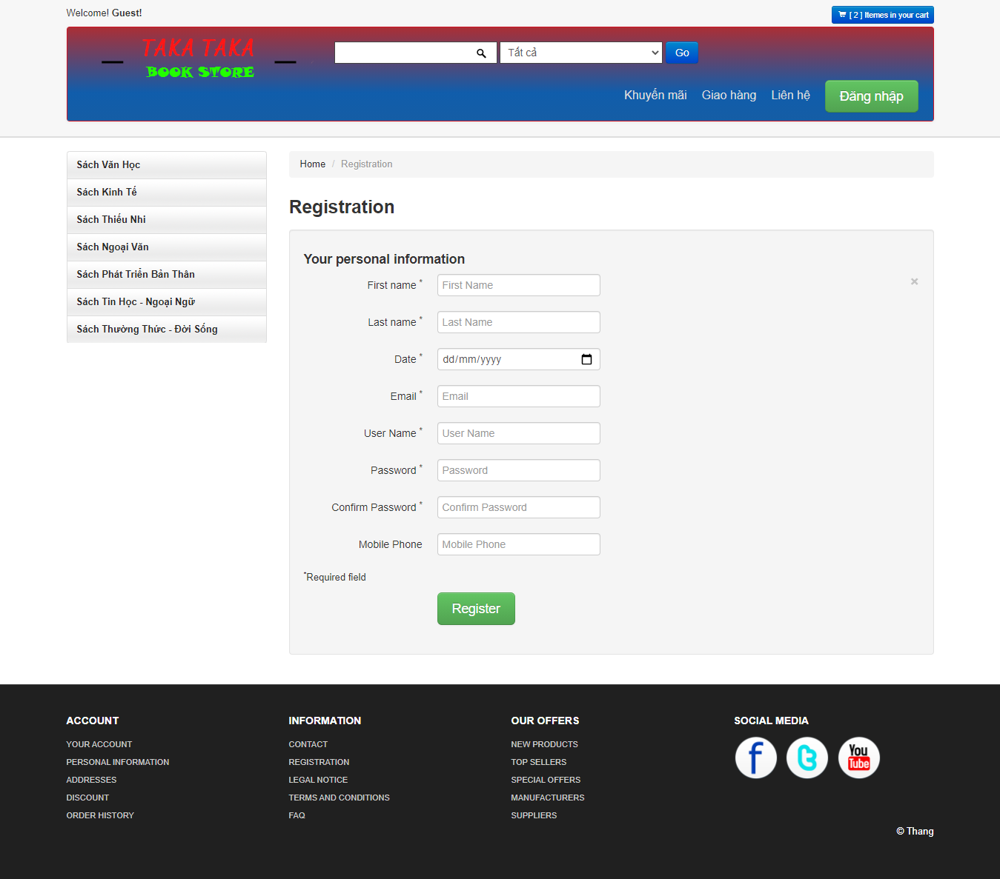 Welcome! Guest!
[ 2 ] Itemes in your cart
TAKA TAKA
BOOK STORE
Tất cả
Go
Khuyến mãi
Giao hàng
Liên hệ
Đăng nhập
Sách Văn Học
Sách Kinh Tế
Sách Thiếu Nhi
Sách Ngoại Văn
Sách Phát Triển Bản Thân
Sách Tin Học - Ngoại Ngữ
Sách Thường Thức - Đời Sống
Home / Registration
Registration
Your personal information
×
First name * First Name
Last name * Last Name
Date * dd/mm/yyyy
Email * Email
User Name * User Name
Password * Password
Confirm Password * Confirm Password
Mobile Phone Mobile Phone
*Required field
Register
ACCOUNT
YOUR ACCOUNT
PERSONAL INFORMATION
ADDRESSES
DISCOUNT
ORDER HISTORY
INFORMATION
CONTACT
REGISTRATION
LEGAL NOTICE
TERMS AND CONDITIONS
FAQ
OUR OFFERS
NEW PRODUCTS
TOP SELLERS
SPECIAL OFFERS
MANUFACTURERS
SUPPLIERS
SOCIAL MEDIA
f
t
You
Tube
© Thang